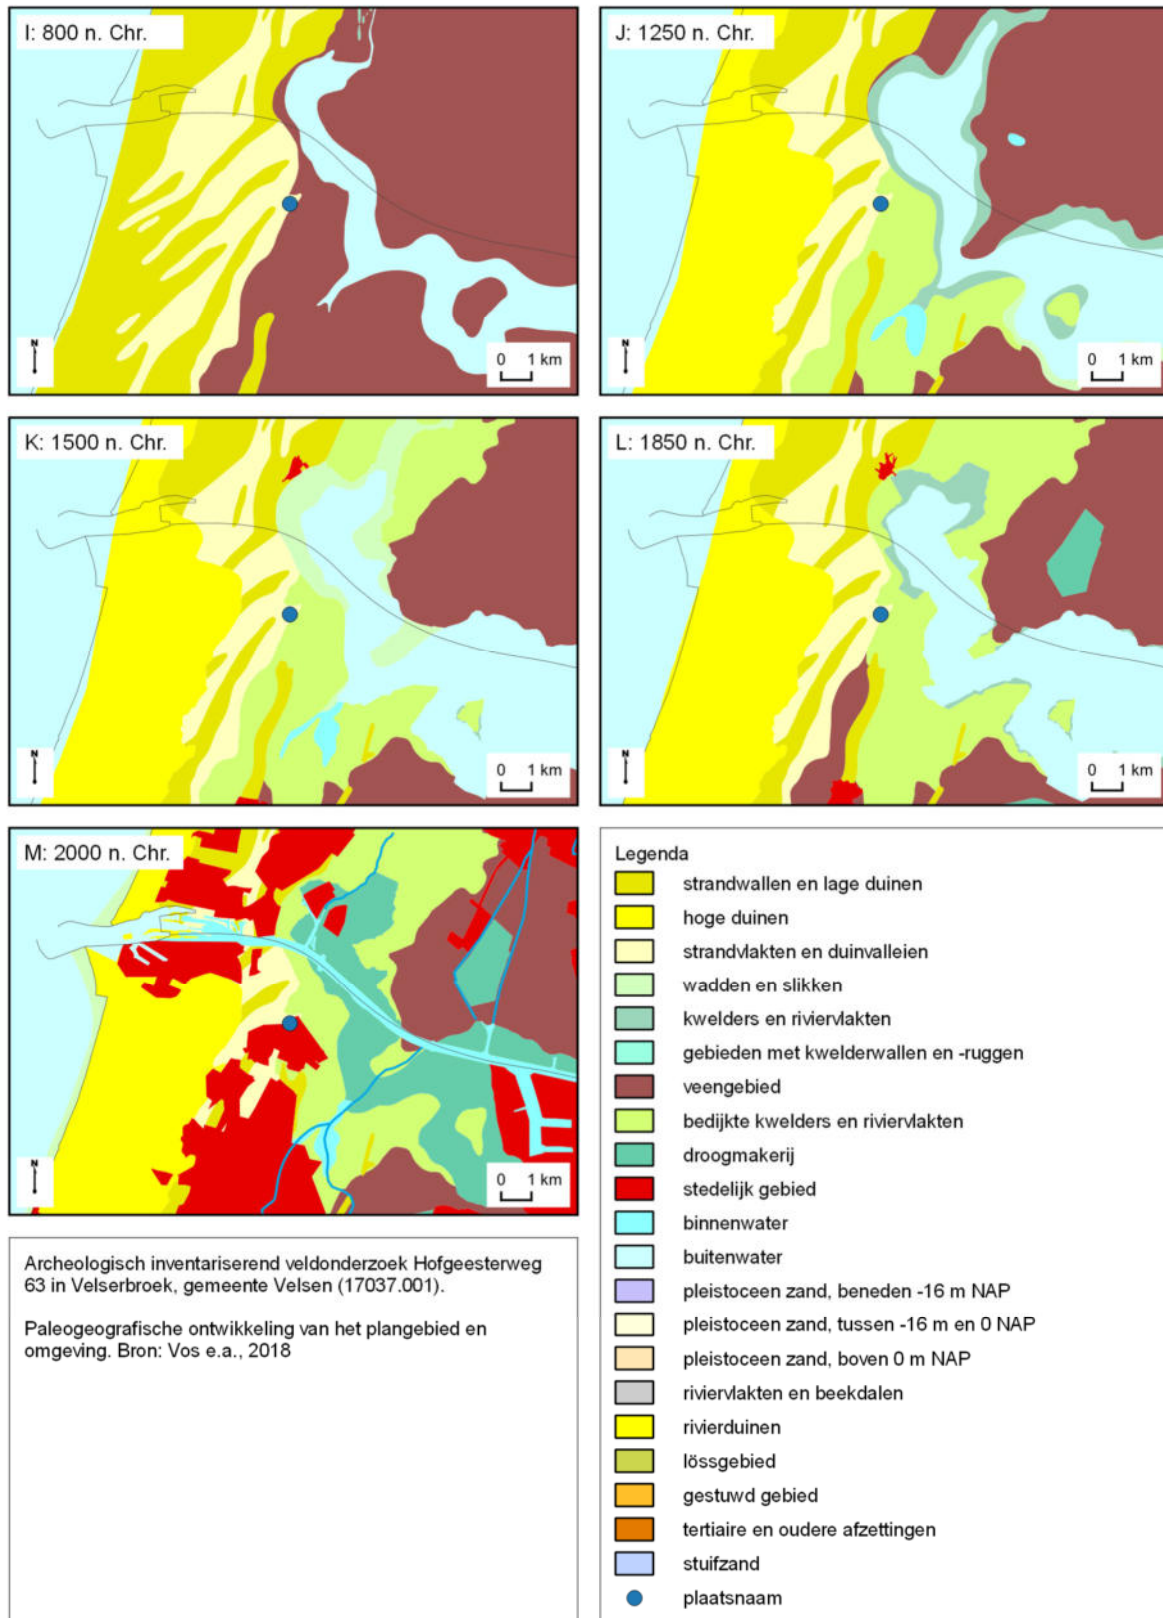 I: 800 n. Chr.
N
0 1 km
J: 1250 n. Chr.
N
0 1 km
K: 1500 n. Chr.
N
0 1 km
L: 1850 n. Chr.
N
0 1 km
M: 2000 n. Chr.
N
0 1 km
Legenda
strandwallen en lage duinen
hoge duinen
strandvlakten en duinvalleien
wadden en slikken
kwelders en riviervlakten
gebieden met kwelderwallen en -ruggen
veengebied
bedijkte kwelders en riviervlakten
droogmakerij
stedelijk gebied
binnenwater
buitenwater
pleistoceen zand, beneden -16 m NAP
pleistoceen zand, tussen -16 m en 0 NAP
pleistoceen zand, boven 0 m NAP
riviervlakten en beekdalen
rivierduinen
lössgebied
gestuwd gebied
tertiaire en oudere afzettingen
stuifzand
plaatsnaam
Archeologisch inventariserend veldonderzoek Hofgeesterweg
63 in Velserbroek, gemeente Velsen (17037.001).
Paleogeografische ontwikkeling van het plangebied en
omgeving. Bron: Vos e.a., 2018